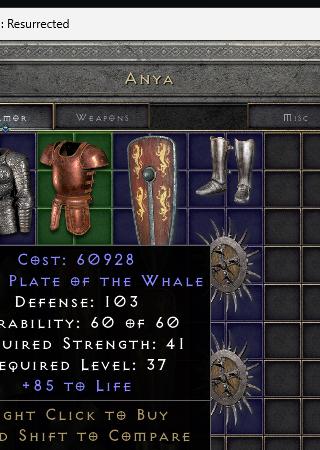 : Resurrected
Anya
Weapons
Misc
Cost: 60928
Plate of the Whale
Defense: 103
rability: 60 of 60
uired Strength: 41
equired Level: 37
+85 to Life
ght Click to Buy
d Shift to Compare